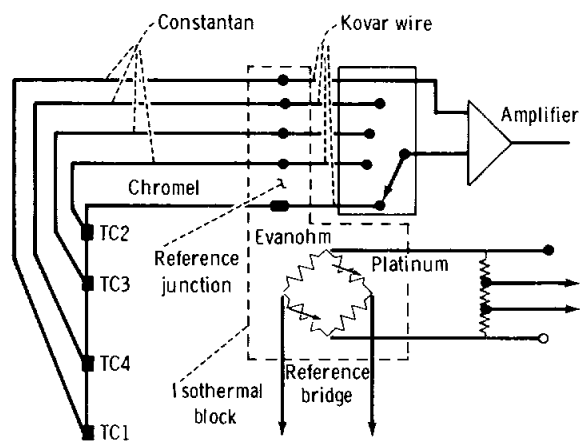 Constantan
Kovar wire
Amplifier
Chromel
TC2
Evanohm
Reference
junction
Platinum
TC3
TC4
Isothermal
block
Reference
bridge
TC1